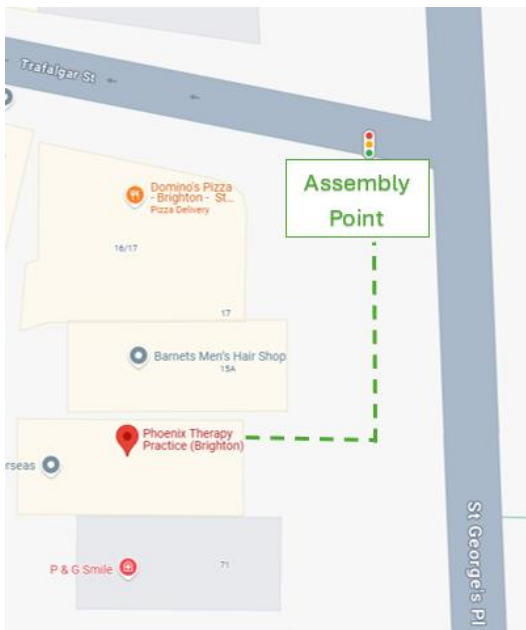 Trafalgar St
Assembly
Point
Domino's Pizza
- Brighton - St...
Pizza Delivery
16/17
17
Barnets Men's Hair Shop
15A
Phoenix Therapy
Practice (Brighton)
erseas
St George's Pl
P & G Smile
71